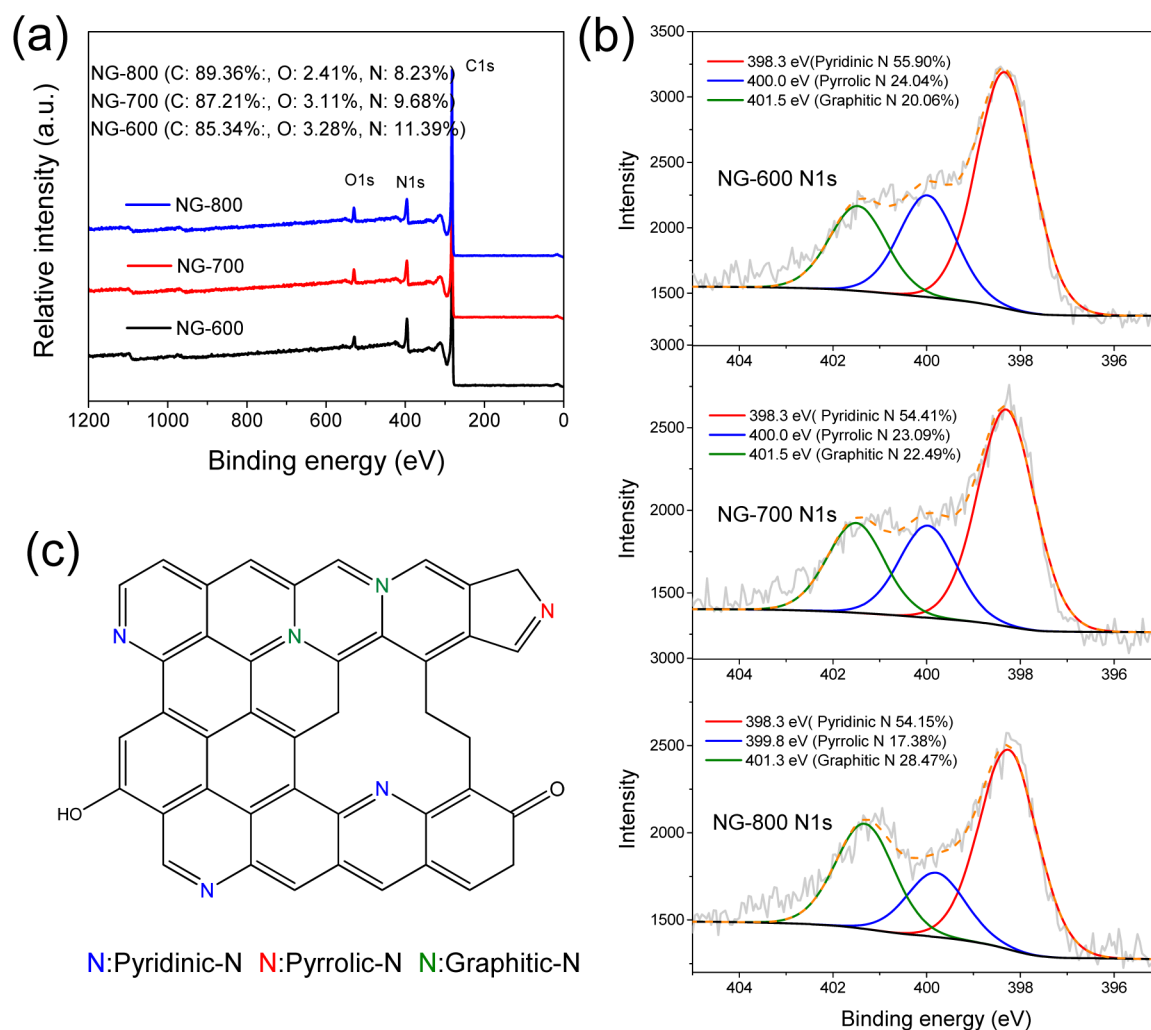 (a)
C1s
NG-800 (C: 89.36%:, O: 2.41%, N: 8.23%)
NG-700 (C: 87.21%:, O: 3.11%, N: 9.68%)
NG-600 (C: 85.34%:, O: 3.28%, N: 11.39%)
O1s
N1s
NG-800
NG-700
NG-600
Relative intensity (a.u.)
1200 1000 800 600 400 200 0
Binding energy (eV)
(b)
3500
3000
2500
2000
1500
398.3 eV(Pyridinic N 55.90%)
400.0 eV(Pyrrolic N 24.04%)
401.5 eV(Graphitic N 20.06%)
NG-600 N1s
Intensity
404 402 400 398 396
3000
2500
2000
1500
3000
398.3 eV( Pyridinic N 54.41%)
400.0 eV (Pyrrolic N 23.09%)
401.5 eV (Graphitic N 22.49%)
NG-700 N1s
Intensity
404 402 400 398 396
2500
2000
1500
398.3 eV( Pyridinic N 54.15%)
399.8 eV (Pyrrolic N 17.38%)
401.3 eV (Graphitic N 28.47%)
NG-800 N1s
Intensity
404 402 400 398 396
Binding energy (eV)
(c)
N
N
N
N
N
O
HO
N
N:Pyridinic-N N:Pyrrolic-N N:Graphitic-N